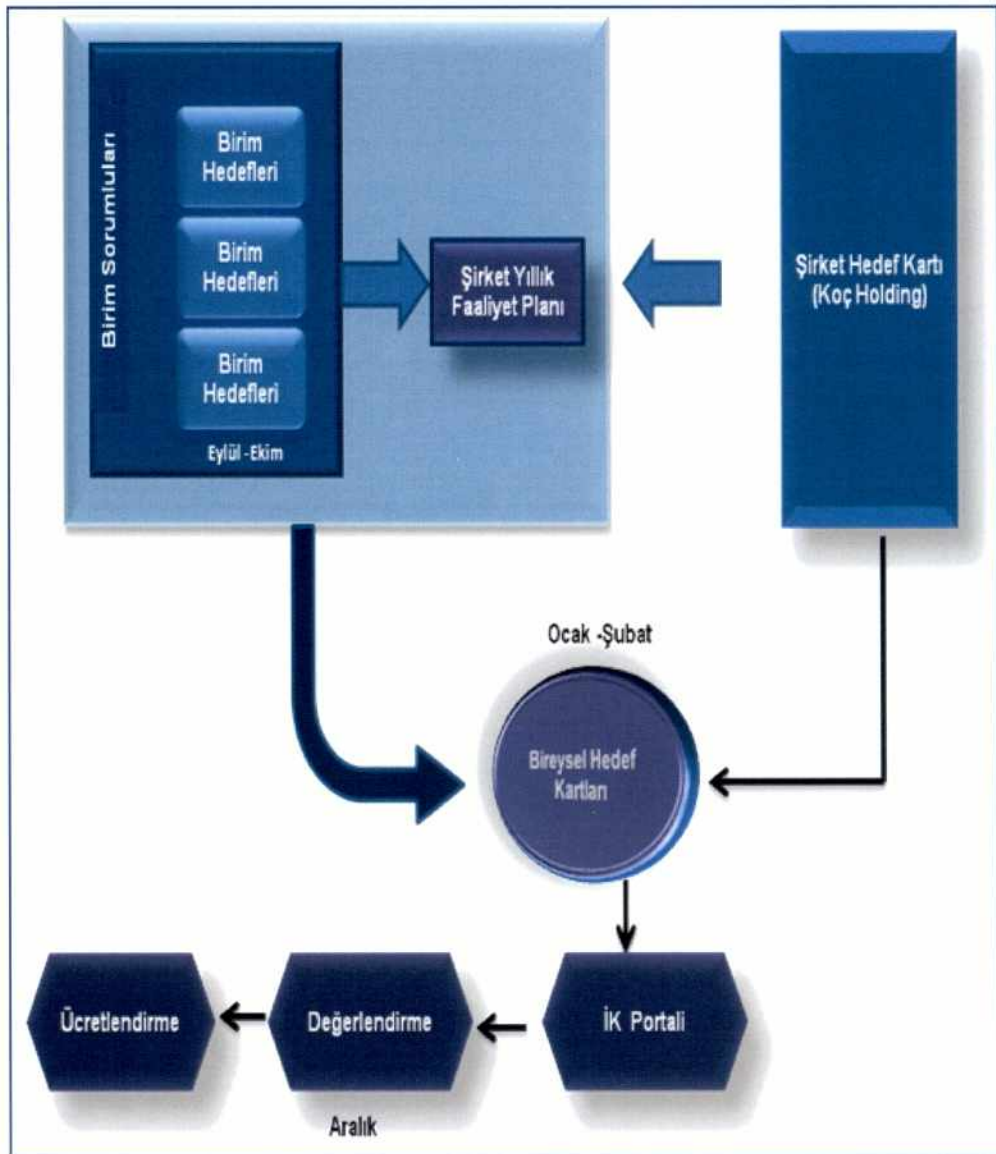 Birim Sorumluları
Birim
Hedefleri
Birim
Hedefleri
Birim
Hedefleri
Eylül -Ekim
Şirket Yıllık
Faaliyet Planı
Şirket Hedef Kartı
(Koç Holding)
Ocak -Şubat
Bireysel Hedef
Kartları
Ücretlendirme
Değerlendirme
İK Portali
Aralık